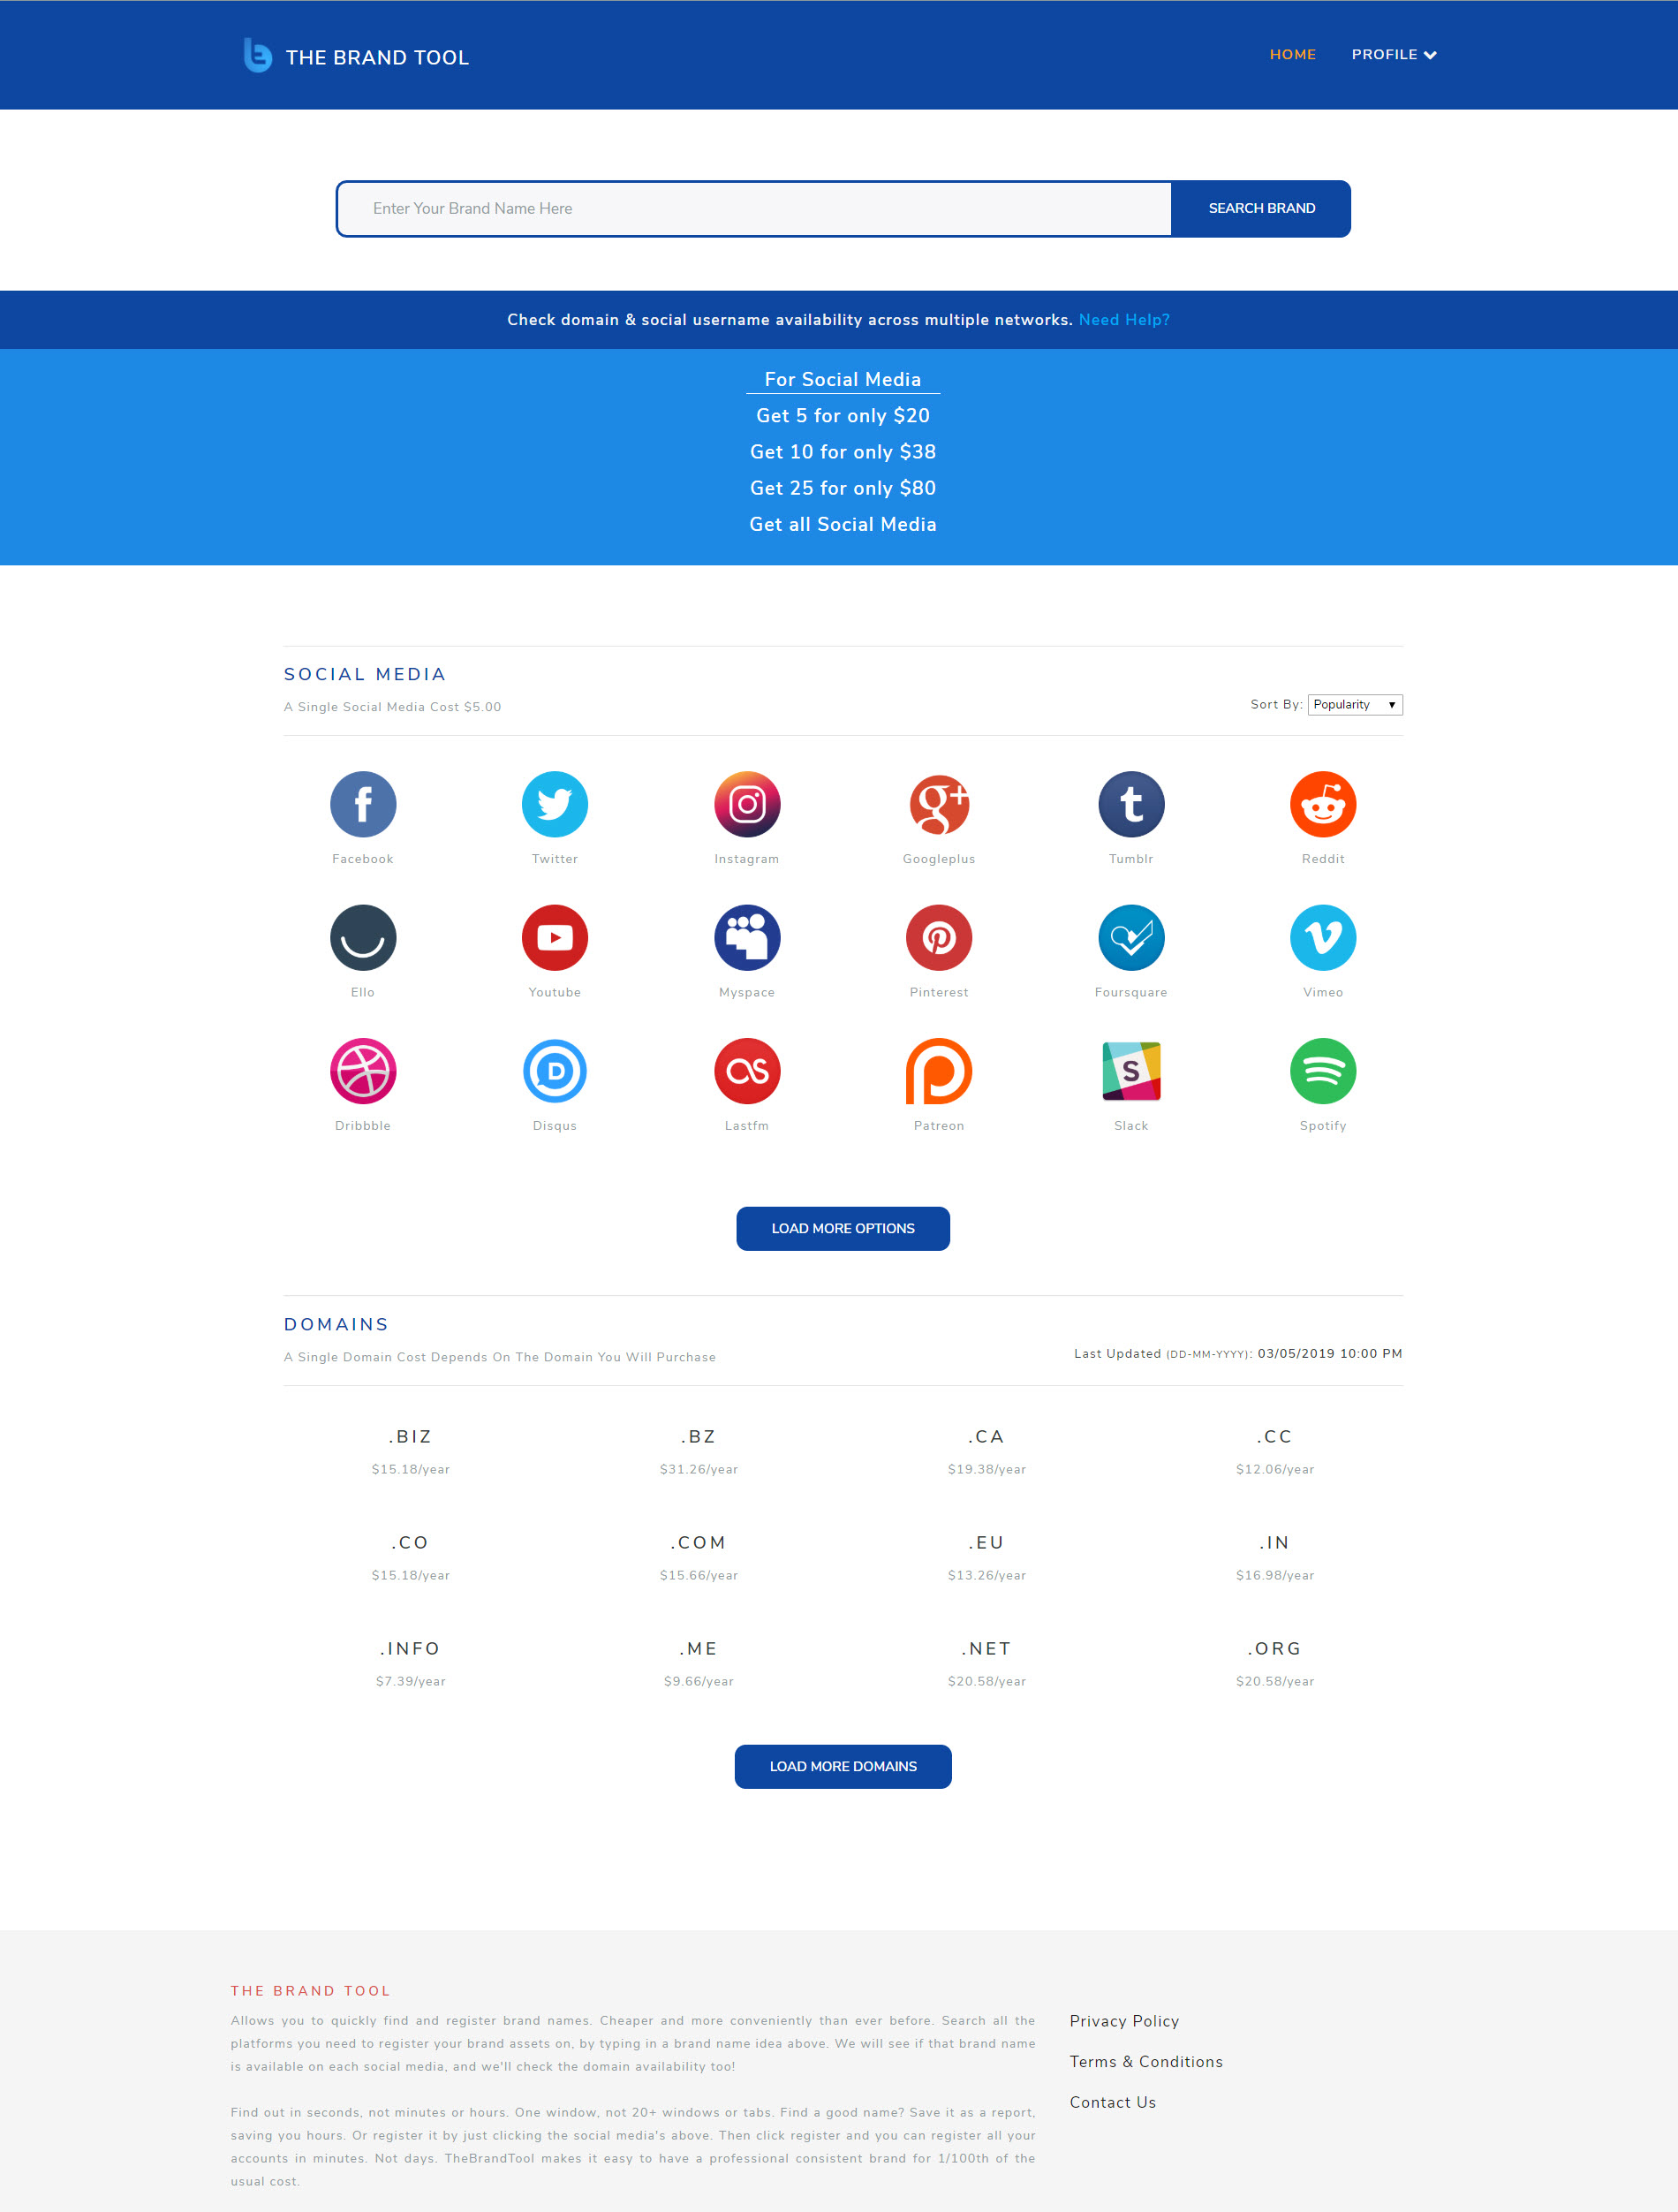 THE BRAND TOOL
HOME PROFILE
Enter Your Brand Name Here
SEARCH BRAND
Check domain & social username availability across multiple networks. Need Help?
For Social Media
Get 5 for only $20
Get 10 for only $38
Get 25 for only $80
Get all Social Media
SOCIAL MEDIA
A Single Social Media Cost $5.00
Sort By: Popularity
Facebook Twitter Instagram Googleplus Tumblr Reddit
Ello Youtube Myspace Pinterest Foursquare Vimeo
Dribbble Disqus Lastfm Patreon Slack Spotify
LOAD MORE OPTIONS
DOMAINS
A Single Domain Cost Depends On The Domain You Will Purchase
Last Updated (DD-MM-YYYY): 03/05/2019 10:00 PM
.BIZ .BZ .CA .CC
$15.18/year $31.26/year $19.38/year $12.06/year
.CO .COM .EU .IN
$15.18/year $15.66/year $13.26/year $16.98/year
.INFO .ME .NET .ORG
$7.39/year $9.66/year $20.58/year $20.58/year
LOAD MORE DOMAINS
THE BRAND TOOL
Allows you to quickly find and register brand names. Cheaper and more conveniently than ever before. Search all the
platforms you need to register your brand assets on, by typing in a brand name idea above. We will see if that brand name
is available on each social media, and we'll check the domain availability too!
Find out in seconds, not minutes or hours. One window, not 20+ windows or tabs. Find a good name? Save it as a report,
saving you hours. Or register it by just clicking the social media's above. Then click register and you can register all your
accounts in minutes. Not days. TheBrandTool makes it easy to have a professional consistent brand for 1/100th of the
usual cost.
Privacy Policy
Terms & Conditions
Contact Us